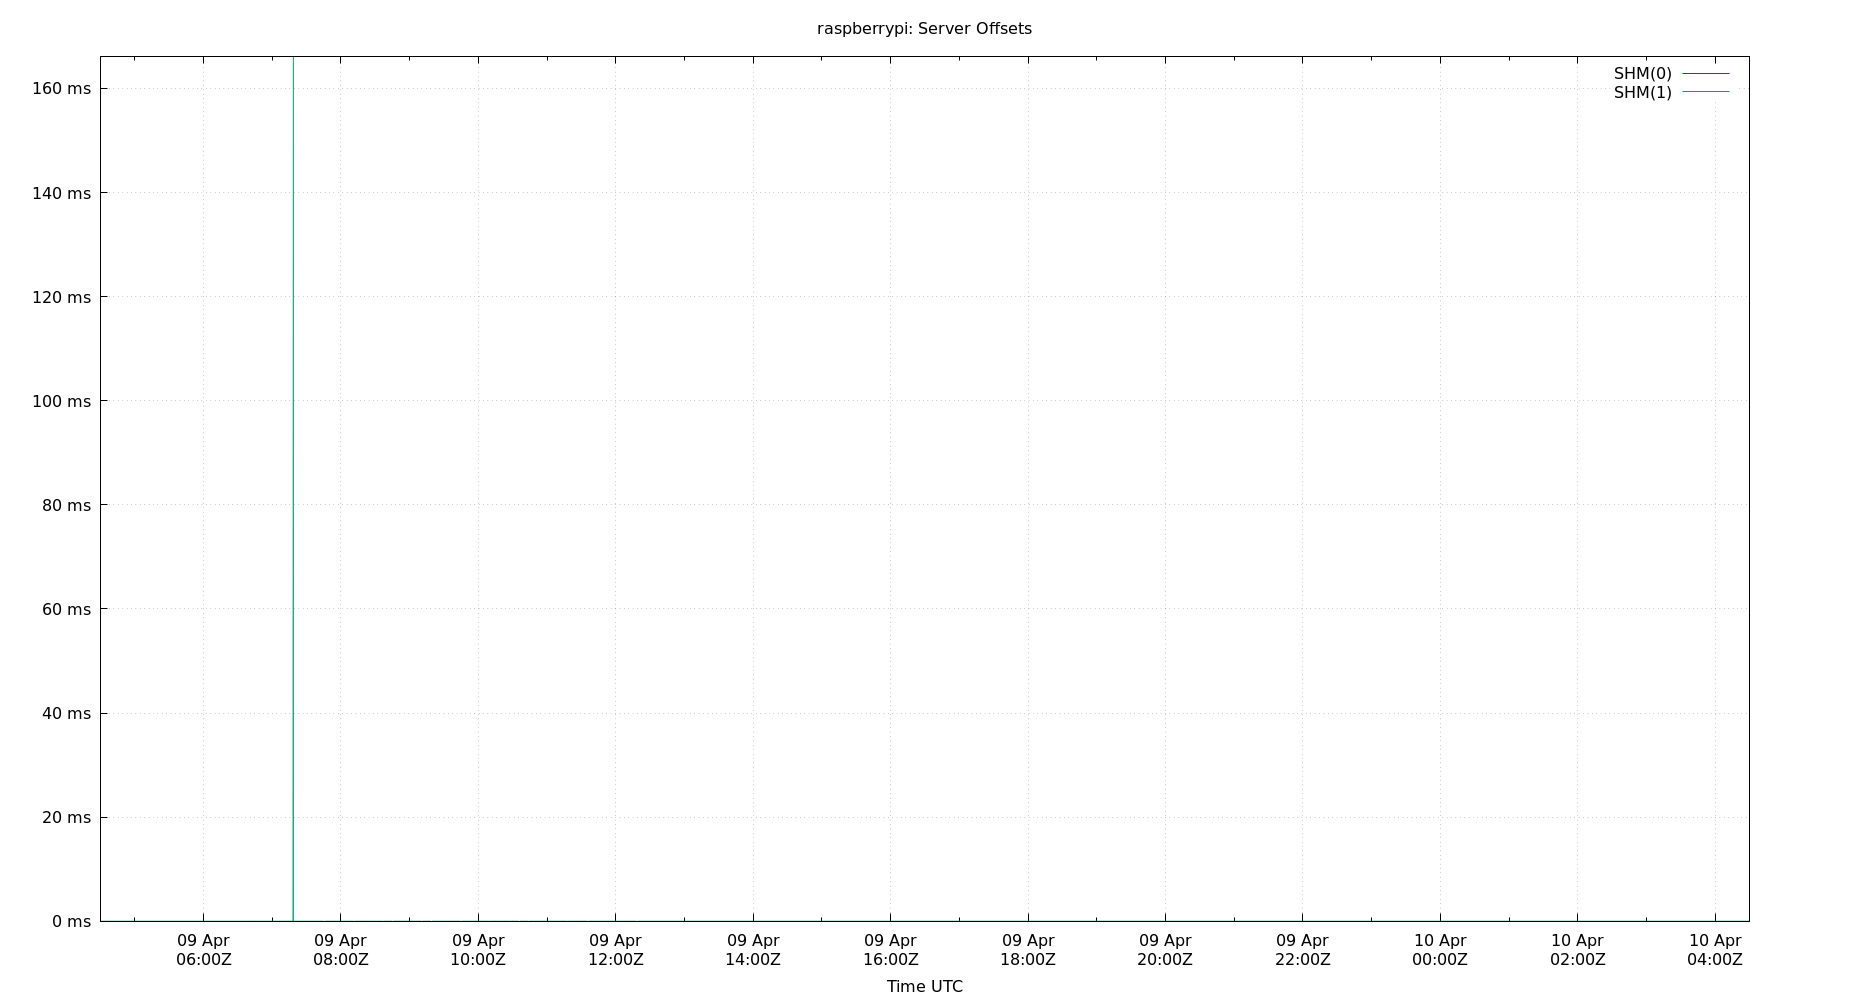 raspberrypi: Server Offsets
SHM(0)
SHM(1)
160 ms
140 ms
120 ms
100 ms
80 ms
60 ms
40 ms
20 ms
0 ms
09 Apr 09 Apr 09 Apr 09 Apr 09 Apr 09 Apr 09 Apr 09 Apr 09 Apr 10 Apr 10 Apr 10 Apr
06:00Z 08:00Z 10:00Z 12:00Z 14:00Z 16:00Z 18:00Z 20:00Z 22:00Z 00:00Z 02:00Z 04:00Z
Time UTC